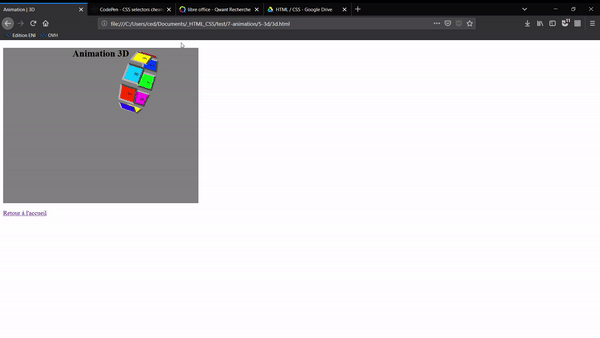 Animation | 3D
CodePen - CSS selectors cheat
libre office - Qwant Recherche
HTML / CSS - Google Drive
file:///C:/Users/ced/Documents/_HTML_CSS/test/7-animation/5-3d/3d.html
Edition ENI
OVH
Animation 3D
Retour à l'accueil